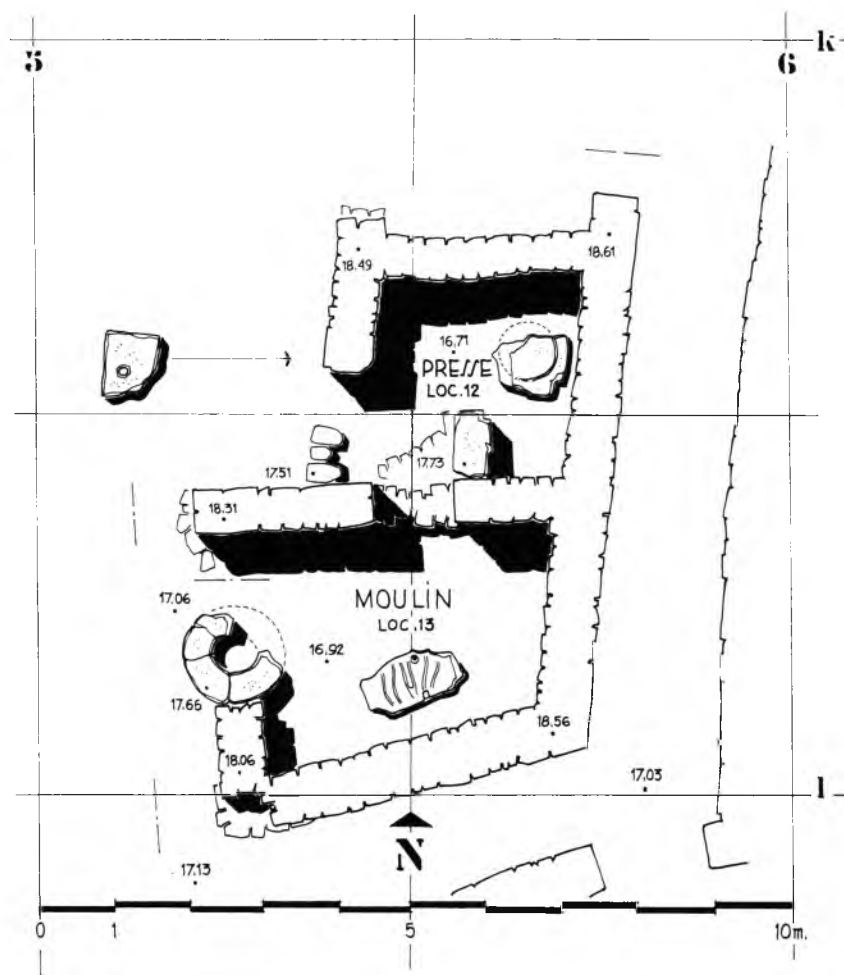 5 6 k
18.49 18.61
16.71
PRESSE
LOC.12
17.51 17.73
18.31
MOULIN
LOC.13
17.06
16.92
17.66
18.56
18.06
17.03
l
N
17.13
0 1 5 10m.